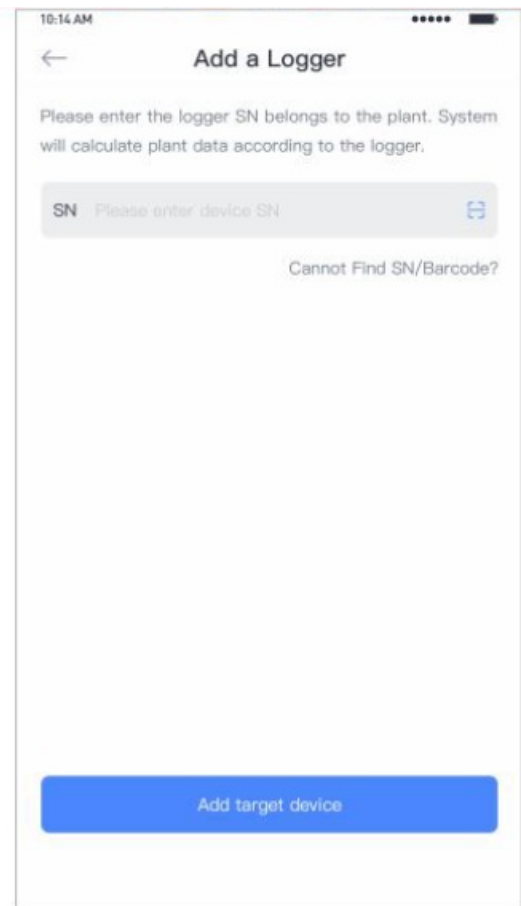 10:14 AM
Add a Logger
Please enter the logger SN belongs to the plant. System
will calculate plant data according to the logger.
SN Please enter device SN
Cannot Find SN/Barcode?
Add target device